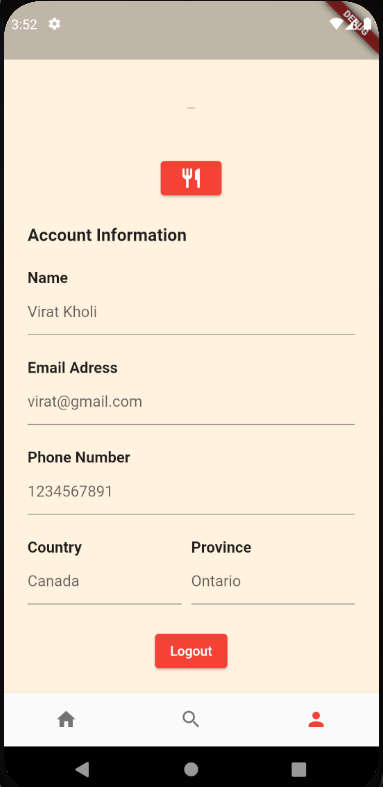 3:52
DEBUG
Account Information
Name
Virat Kholi
Email Adress
virat@gmail.com
Phone Number
1234567891
Country Province
Canada Ontario
Logout